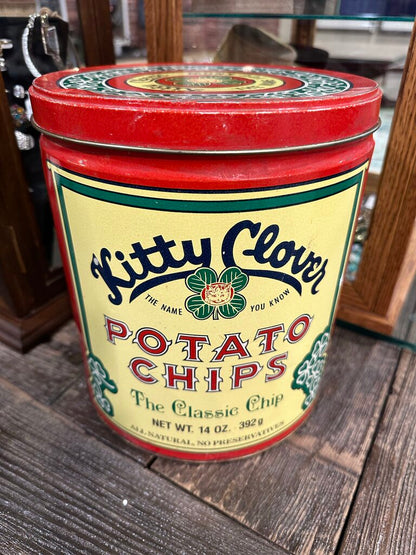 Kitty Clover
THE NAME YOU KNOW
POTATO
CHIPS
The Classic Chip
NET WT. 14 OZ. 392g
ALL NATURAL, NO PRESERVATIVES